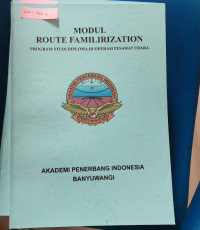 MODUL
ROUTE FAMILIRIZATION
PROGRAM STUDI DIPLOMA III OPERASI PESAWAT UDARA
AKADEMI PENERBANG INDONESIA
BANYUWANGI